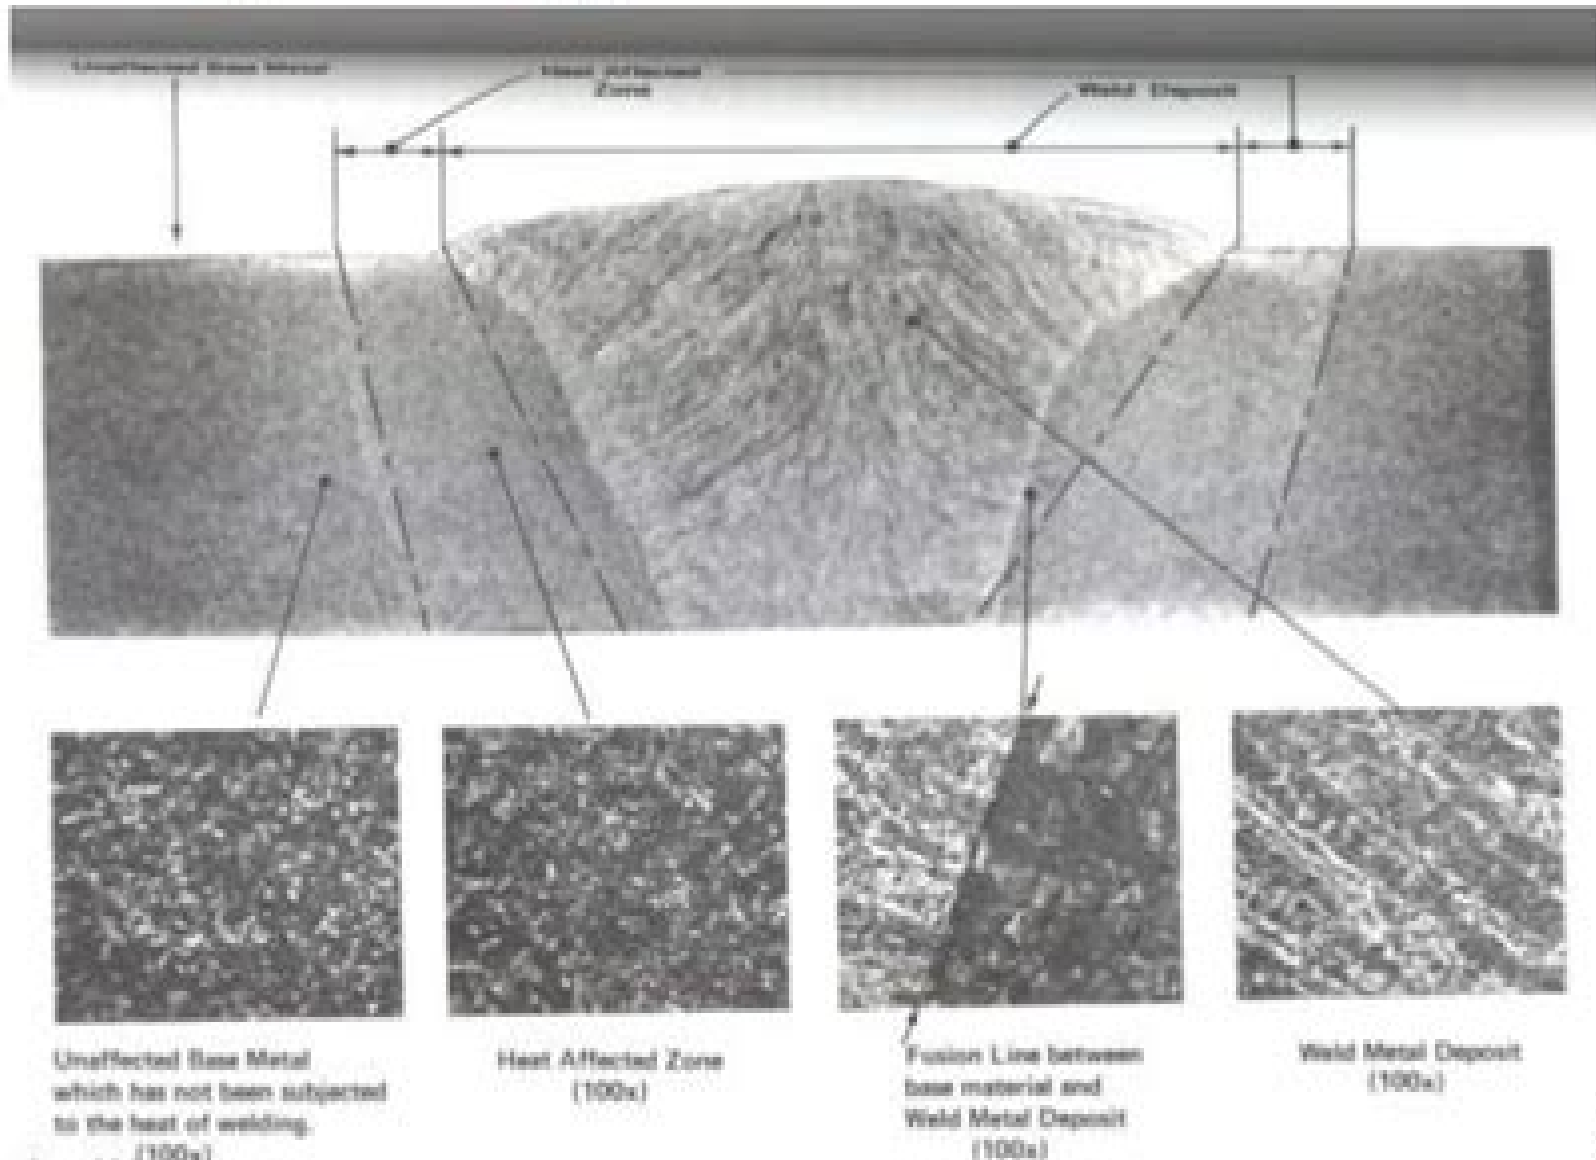 Unaffected Base Metal
Heat Affected
Zone
Weld Deposit
Unaffected Base Metal
which has not been subjected
to the heat of welding.
(100x)
Heat Affected Zone
(100x)
Fusion Line between
base material and
Weld Metal Deposit
(100x)
Weld Metal Deposit
(100x)